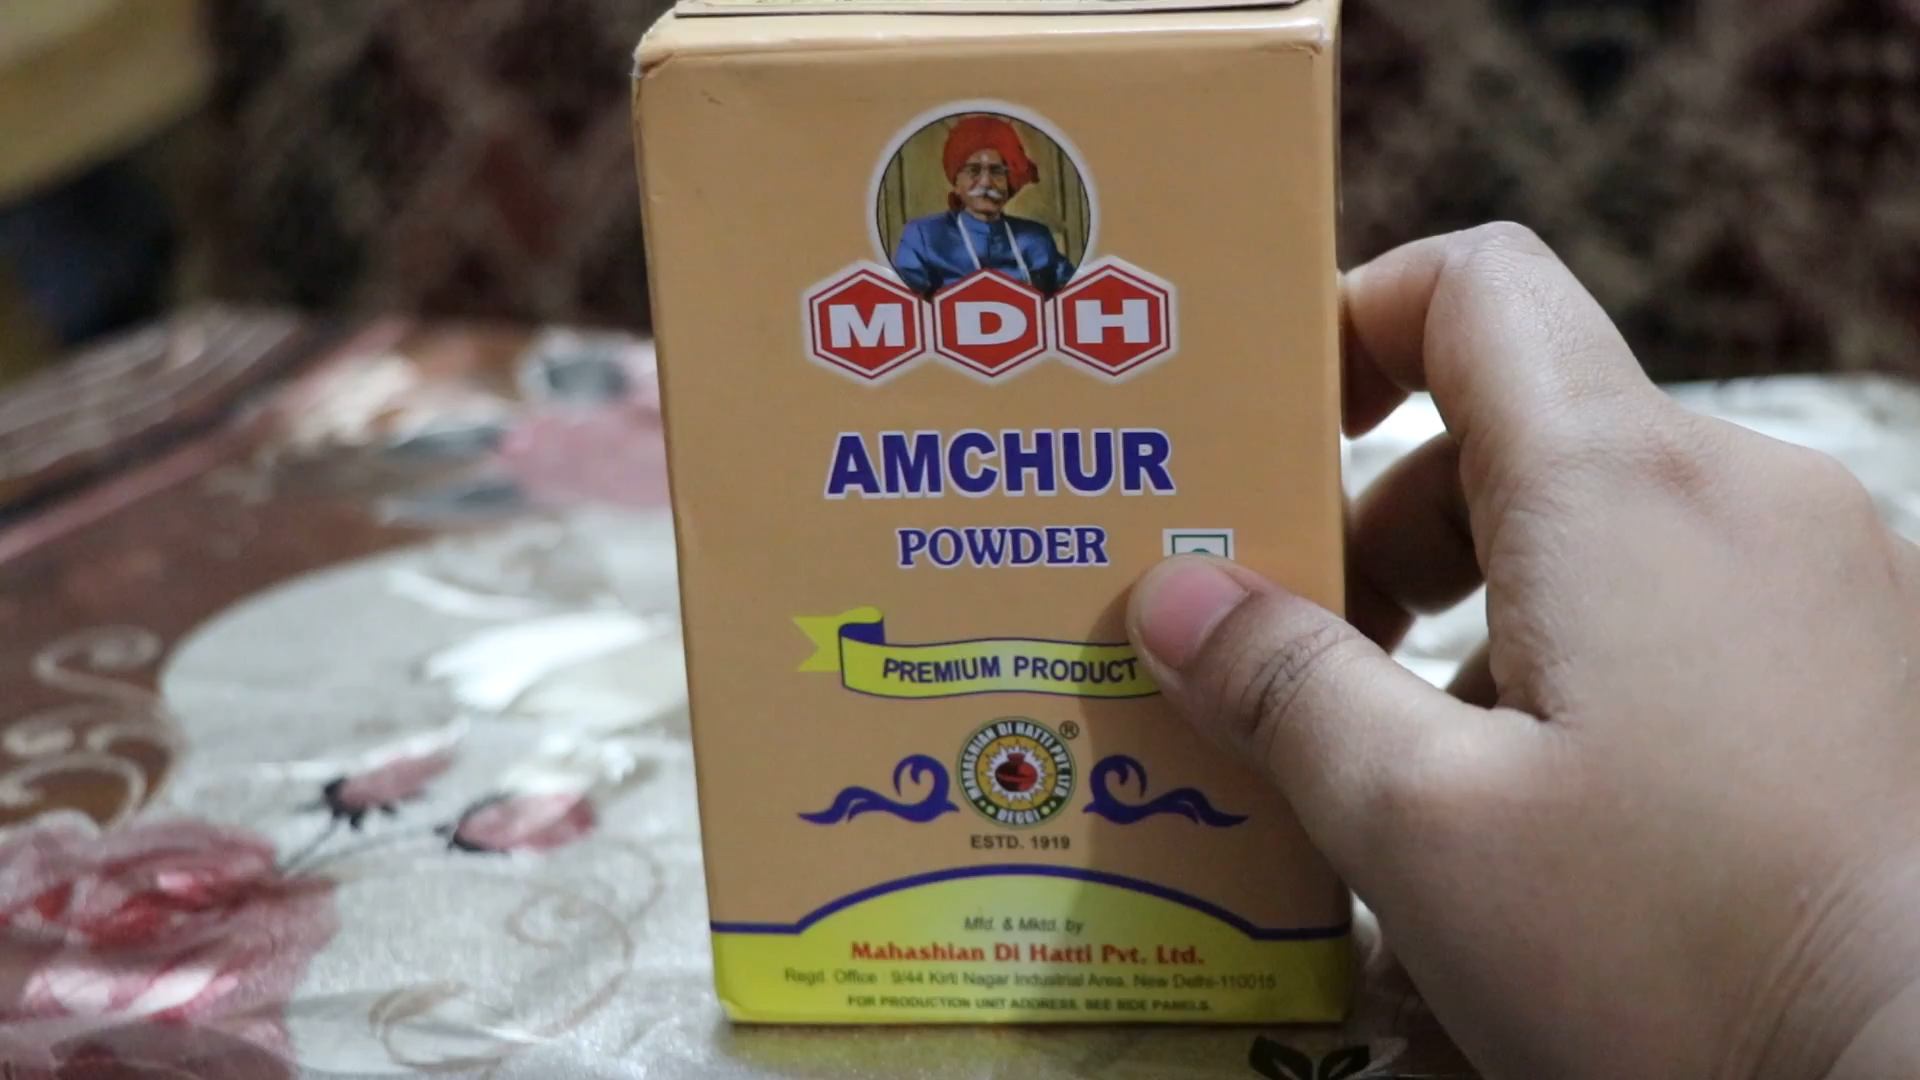 MDH
AMCHUR
POWDER
PREMIUM PRODUCT
MAHASHIAN DI HATTI PVT. LTD.
DEGGI
®
ESTD. 1919
Mfd. & Mktd. by
Mahashian Di Hatti Pvt. Ltd.
Regd. Office : 9/44 Kirti Nagar Industrial Area, New Delhi-110015
FOR PRODUCTION UNIT ADDRESS, SEE SIDE PANELS.